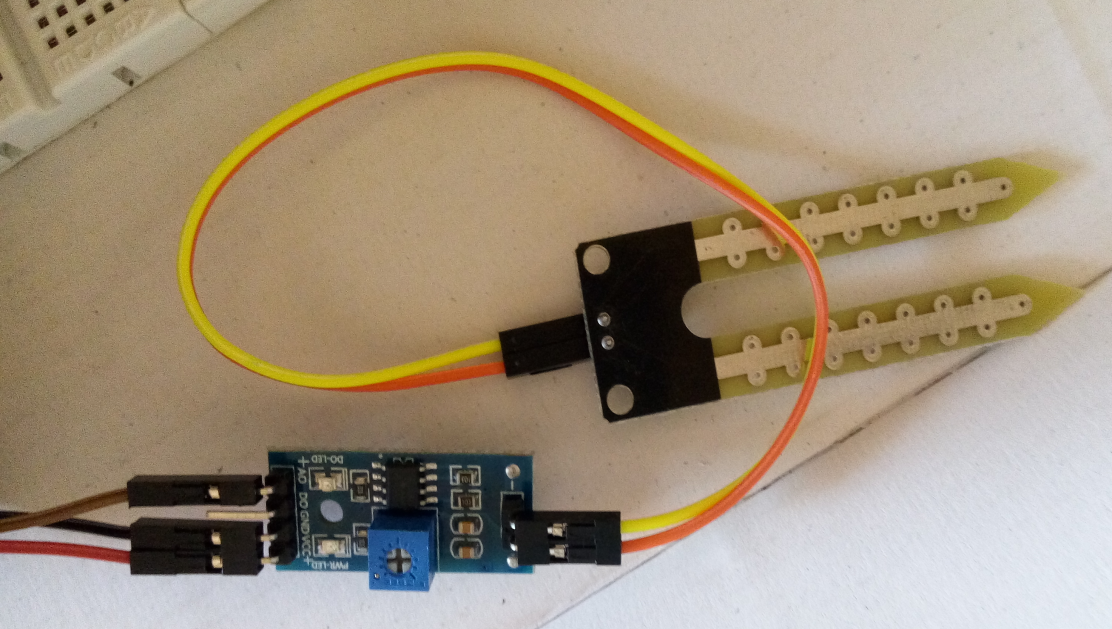 DO-LED
AO
DO
GND
VCC
PWR-LED